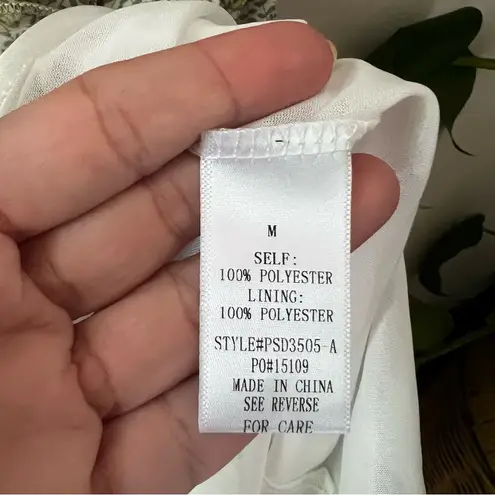 M
SELF:
100% POLYESTER
LINING:
100% POLYESTER
STYLE#PSD3505-A
PO#15109
MADE IN CHINA
SEE REVERSE
FOR CARE